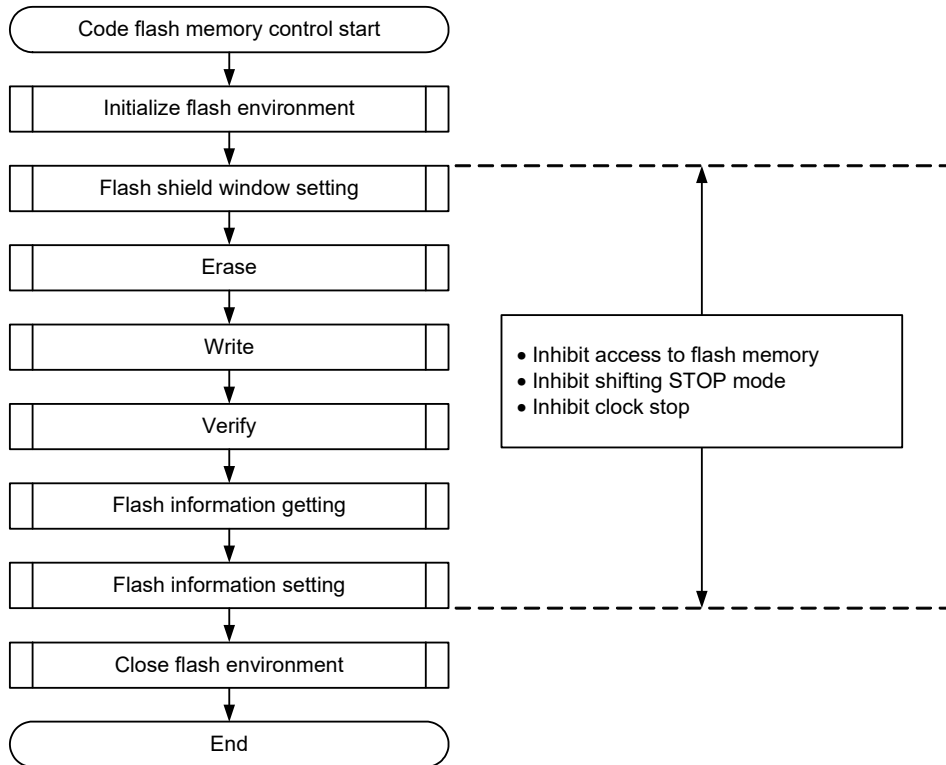 Code flash memory control start
Initialize flash environment
Flash shield window setting
Erase
Write
Verify
Flash information getting
Flash information setting
Close flash environment
End
• Inhibit access to flash memory
• Inhibit shifting STOP mode
• Inhibit clock stop